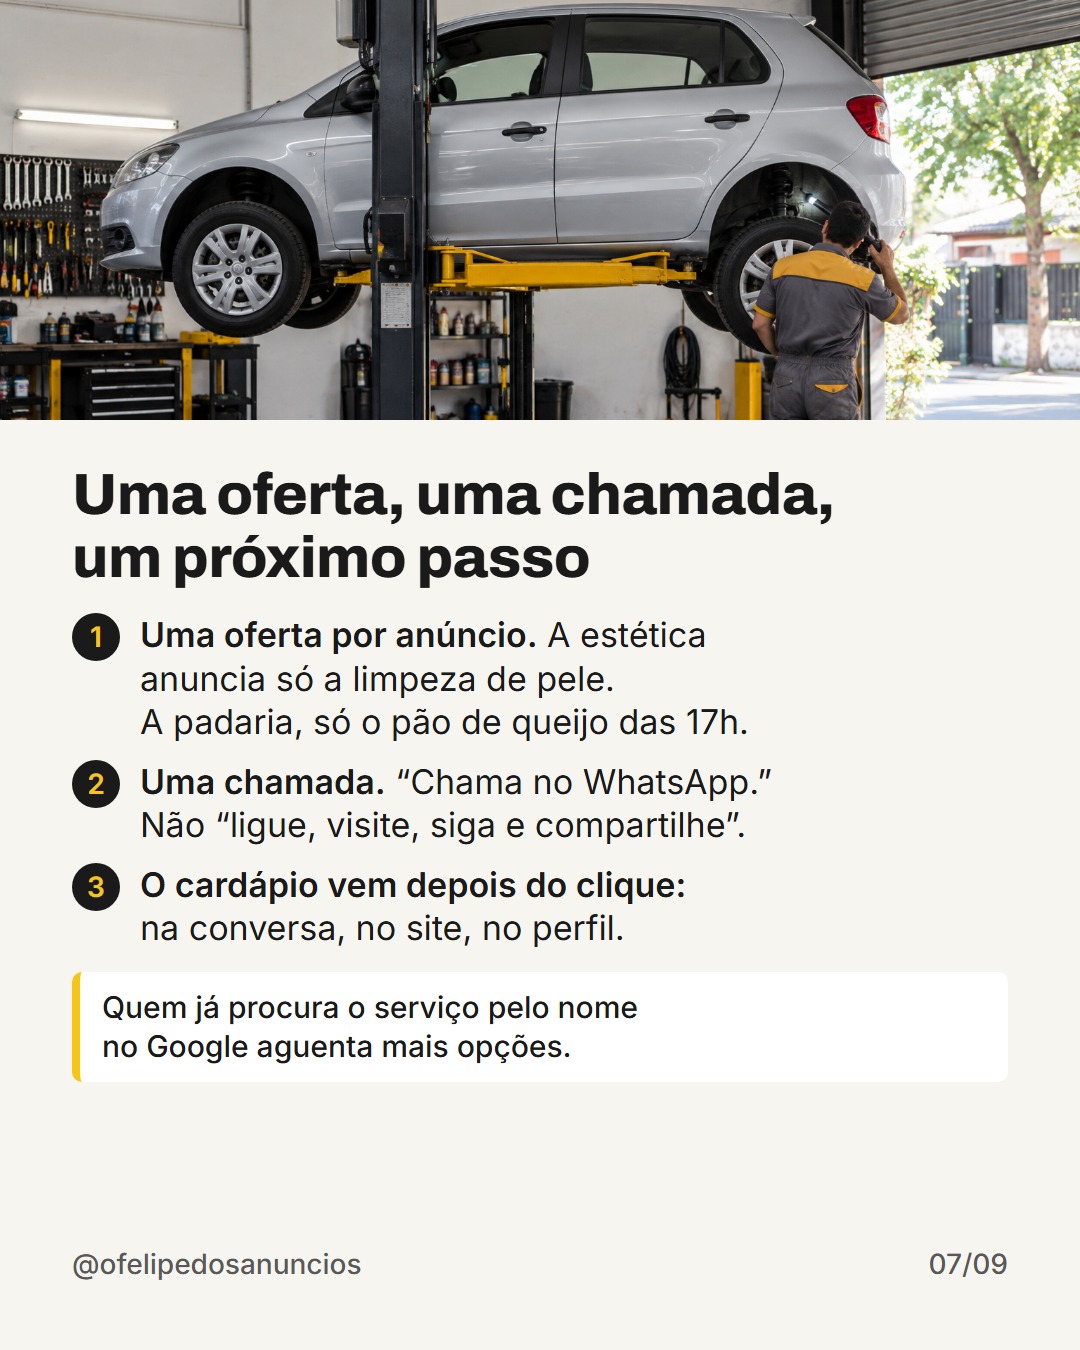 Uma oferta, uma chamada,
um próximo passo
1 Uma oferta por anúncio. A estética
anuncia só a limpeza de pele.
A padaria, só o pão de queijo das 17h.
2 Uma chamada. “Chama no WhatsApp.”
Não “ligue, visite, siga e compartilhe”.
3 O cardápio vem depois do clique:
na conversa, no site, no perfil.
Quem já procura o serviço pelo nome
no Google aguenta mais opções.
@ofelipedosanuncios
07/09